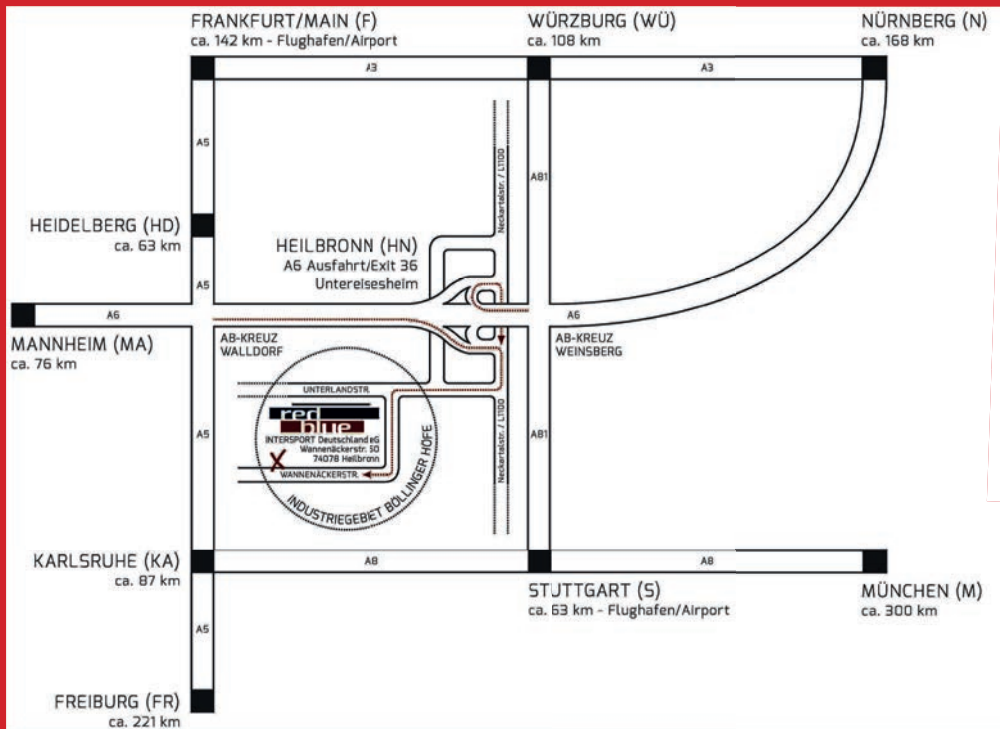 FRANKFURT/MAIN (F)
ca. 142 km - Flughafen/Airport
WÜRZBURG (WÜ)
ca. 108 km
NÜRNBERG (N)
ca. 168 km
A3
A3
A5
Neckartalstr. / L1100
A81
HEIDELBERG (HD)
ca. 63 km
HEILBRONN (HN)
A6 Ausfahrt/Exit 36
Untereisesheim
A5
A6
A6
MANNHEIM (MA)
ca. 76 km
AB-KREUZ
WALLDORF
AB-KREUZ
WEINSBERG
UNTERLANDSTR.
red
blue
INTERSPORT Deutschland eG
Wannenäckerstr. 50
74078 Heilbronn
X
WANNENÄCKERSTR.
INDUSTRIEGEBIET BÖLLINGER HÖFE
A5
Neckartalstr. / L1100
A81
KARLSRUHE (KA)
ca. 87 km
A8
A8
STUTTGART (S)
ca. 63 km - Flughafen/Airport
MÜNCHEN (M)
ca. 300 km
A5
FREIBURG (FR)
ca. 221 km